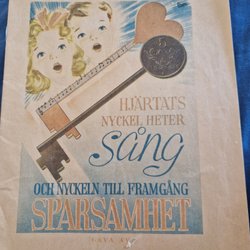 HJÄRTATS
NYCKEL HETER
sång
OCH NYCKELN TILL FRAMGÅNG
SPARSAMHET